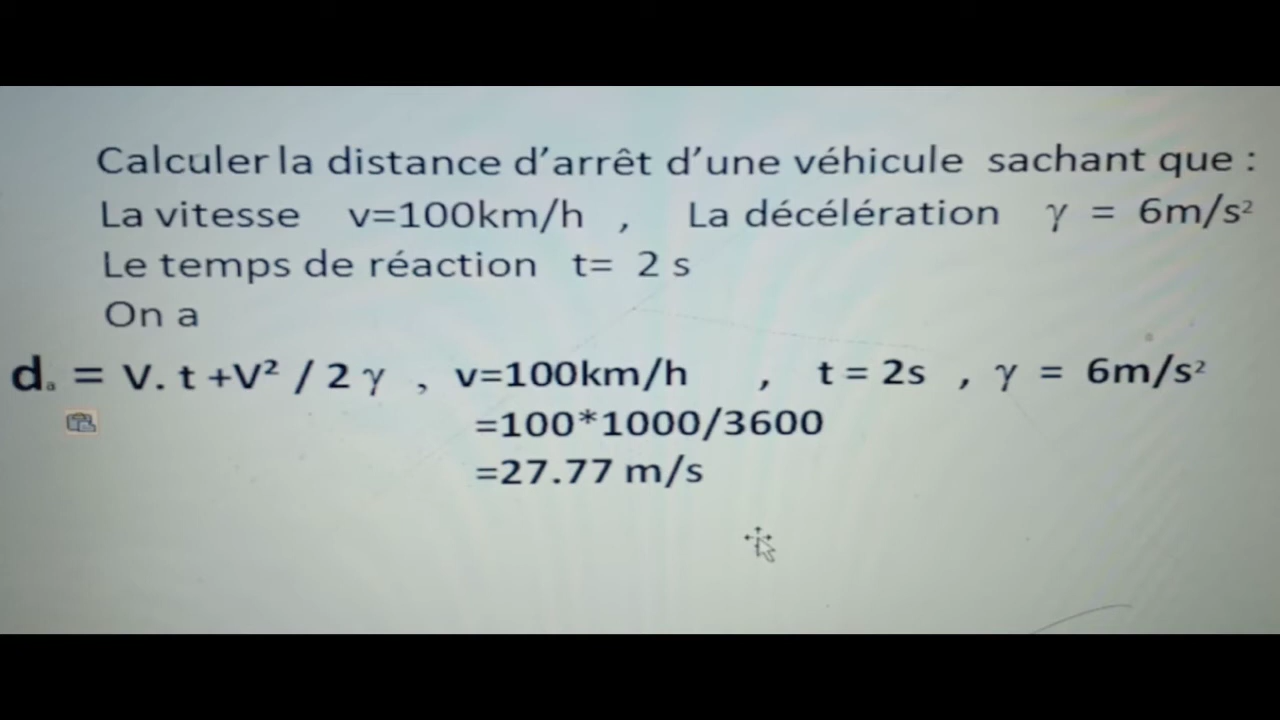 Calculer la distance d'arrêt d'une véhicule sachant que :
La vitesse v=100km/h , La décélération γ = 6m/s²
Le temps de réaction t= 2 s
On a
dₐ = V. t +V² / 2 γ , v=100km/h , t = 2s , γ = 6m/s²
=100*1000/3600
=27.77 m/s